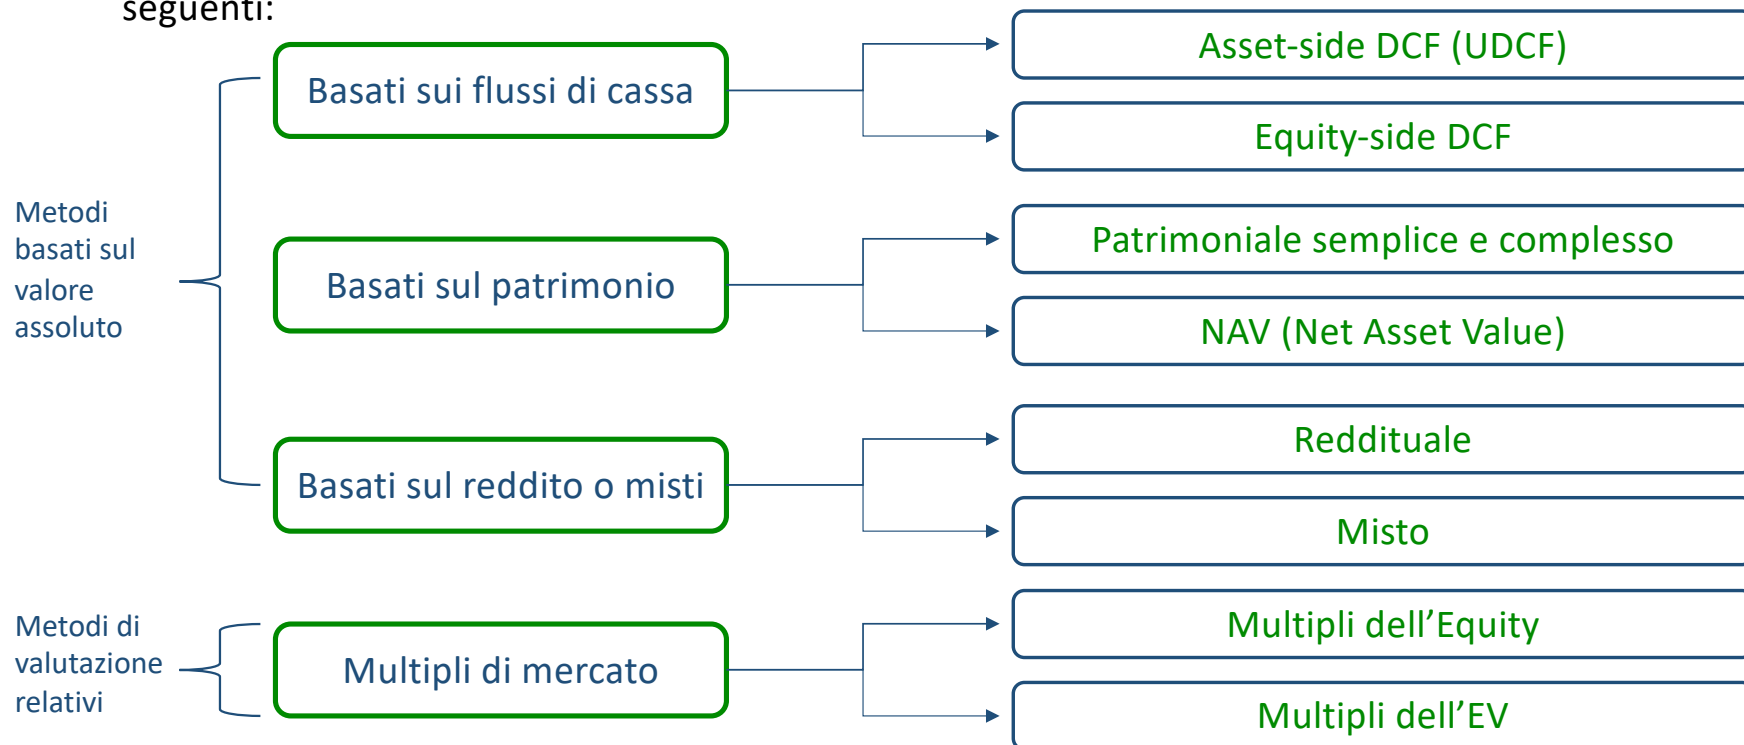 seguenti:
Metodi
basati sul
valore
assoluto
Basati sui flussi di cassa
Asset-side DCF (UDCF)
Equity-side DCF
Basati sul patrimonio
Patrimoniale semplice e complesso
NAV (Net Asset Value)
Basati sul reddito o misti
Reddituale
Misto
Metodi di
valutazione
relativi
Multipli di mercato
Multipli dell’Equity
Multipli dell’EV